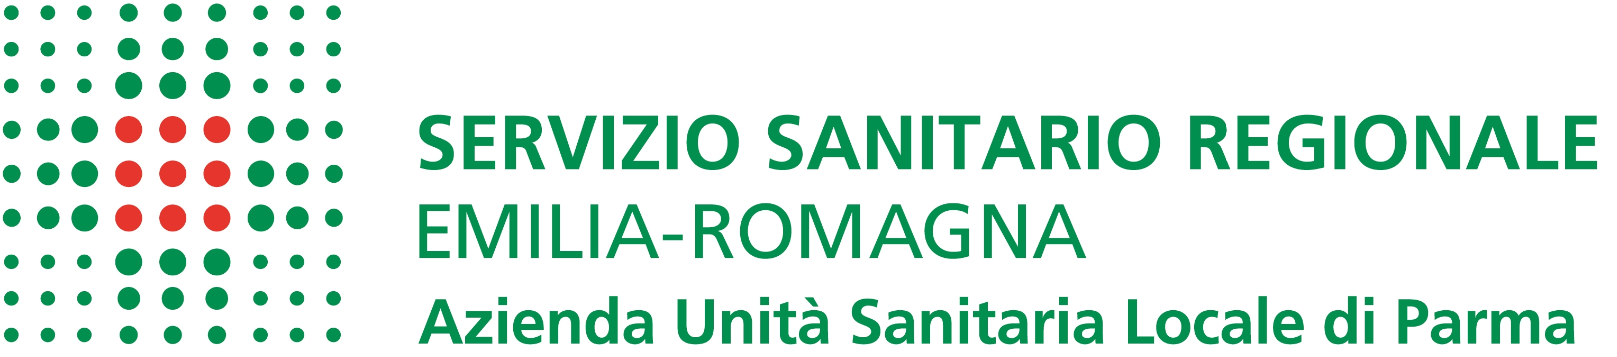 SERVIZIO SANITARIO REGIONALE
EMILIA-ROMAGNA
Azienda Unità Sanitaria Locale di Parma